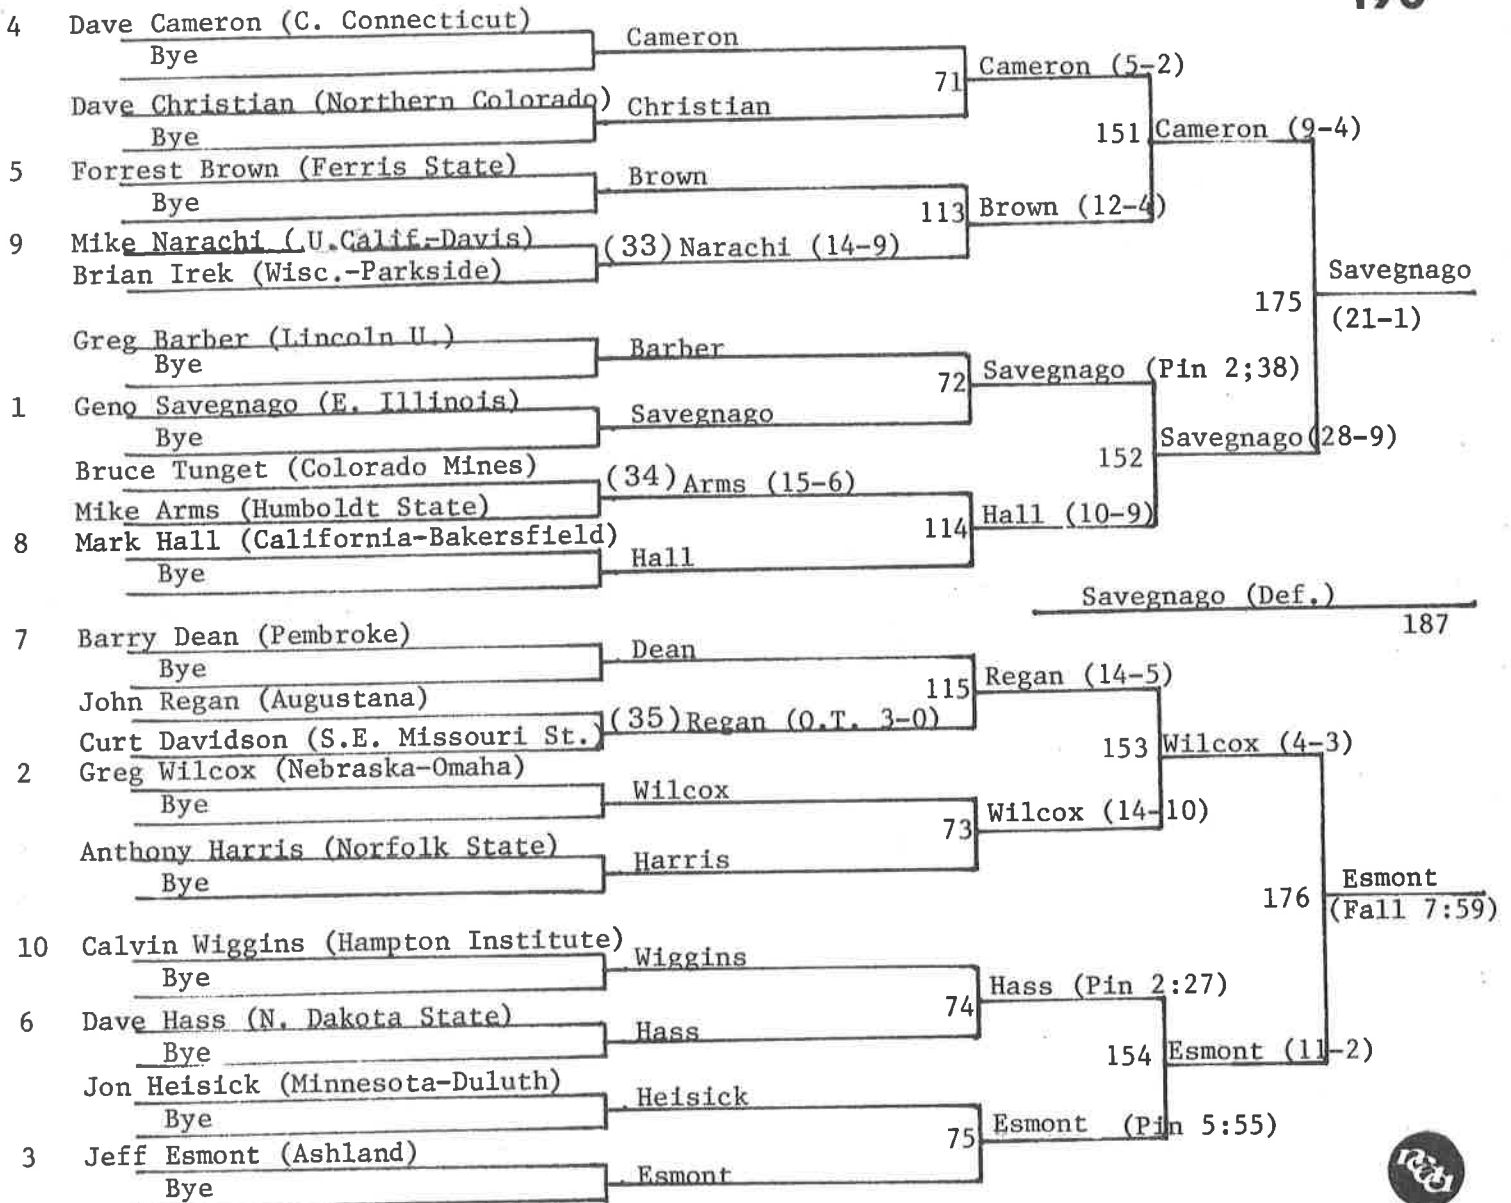 190
4 Dave Cameron (C. Connecticut)
Bye
Cameron
Dave Christian (Northern Colorado)
Bye
Christian
71 Cameron (5-2)
5 Forrest Brown (Ferris State)
Bye
Brown
9 Mike Narachi (U.Calif.-Davis)
Brian Irek (Wisc.-Parkside)
(33) Narachi (14-9)
113 Brown (12-4)
151 Cameron (9-4)
Greg Barber (Lincoln U.)
Bye
Barber
1 Geno Savegnago (E. Illinois)
Bye
Savegnago
72 Savegnago (Pin 2;38)
Bruce Tunget (Colorado Mines)
Mike Arms (Humboldt State)
(34) Arms (15-6)
8 Mark Hall (California-Bakersfield)
Bye
Hall
114 Hall (10-9)
152 Savegnago (28-9)
175 Savegnago
(21-1)
Savegnago (Def.)
187
7 Barry Dean (Pembroke)
Bye
Dean
John Regan (Augustana)
Curt Davidson (S.E. Missouri St.)
(35) Regan (O.T. 3-0)
115 Regan (14-5)
2 Greg Wilcox (Nebraska-Omaha)
Bye
Wilcox
Anthony Harris (Norfolk State)
Bye
Harris
73 Wilcox (14-10)
153 Wilcox (4-3)
10 Calvin Wiggins (Hampton Institute)
Bye
Wiggins
6 Dave Hass (N. Dakota State)
Bye
Hass
74 Hass (Pin 2:27)
Jon Heisick (Minnesota-Duluth)
Bye
Heisick
3 Jeff Esmont (Ashland)
Bye
Esmont
75 Esmont (Pin 5:55)
154 Esmont (11-2)
176 Esmont
(Fall 7:59)